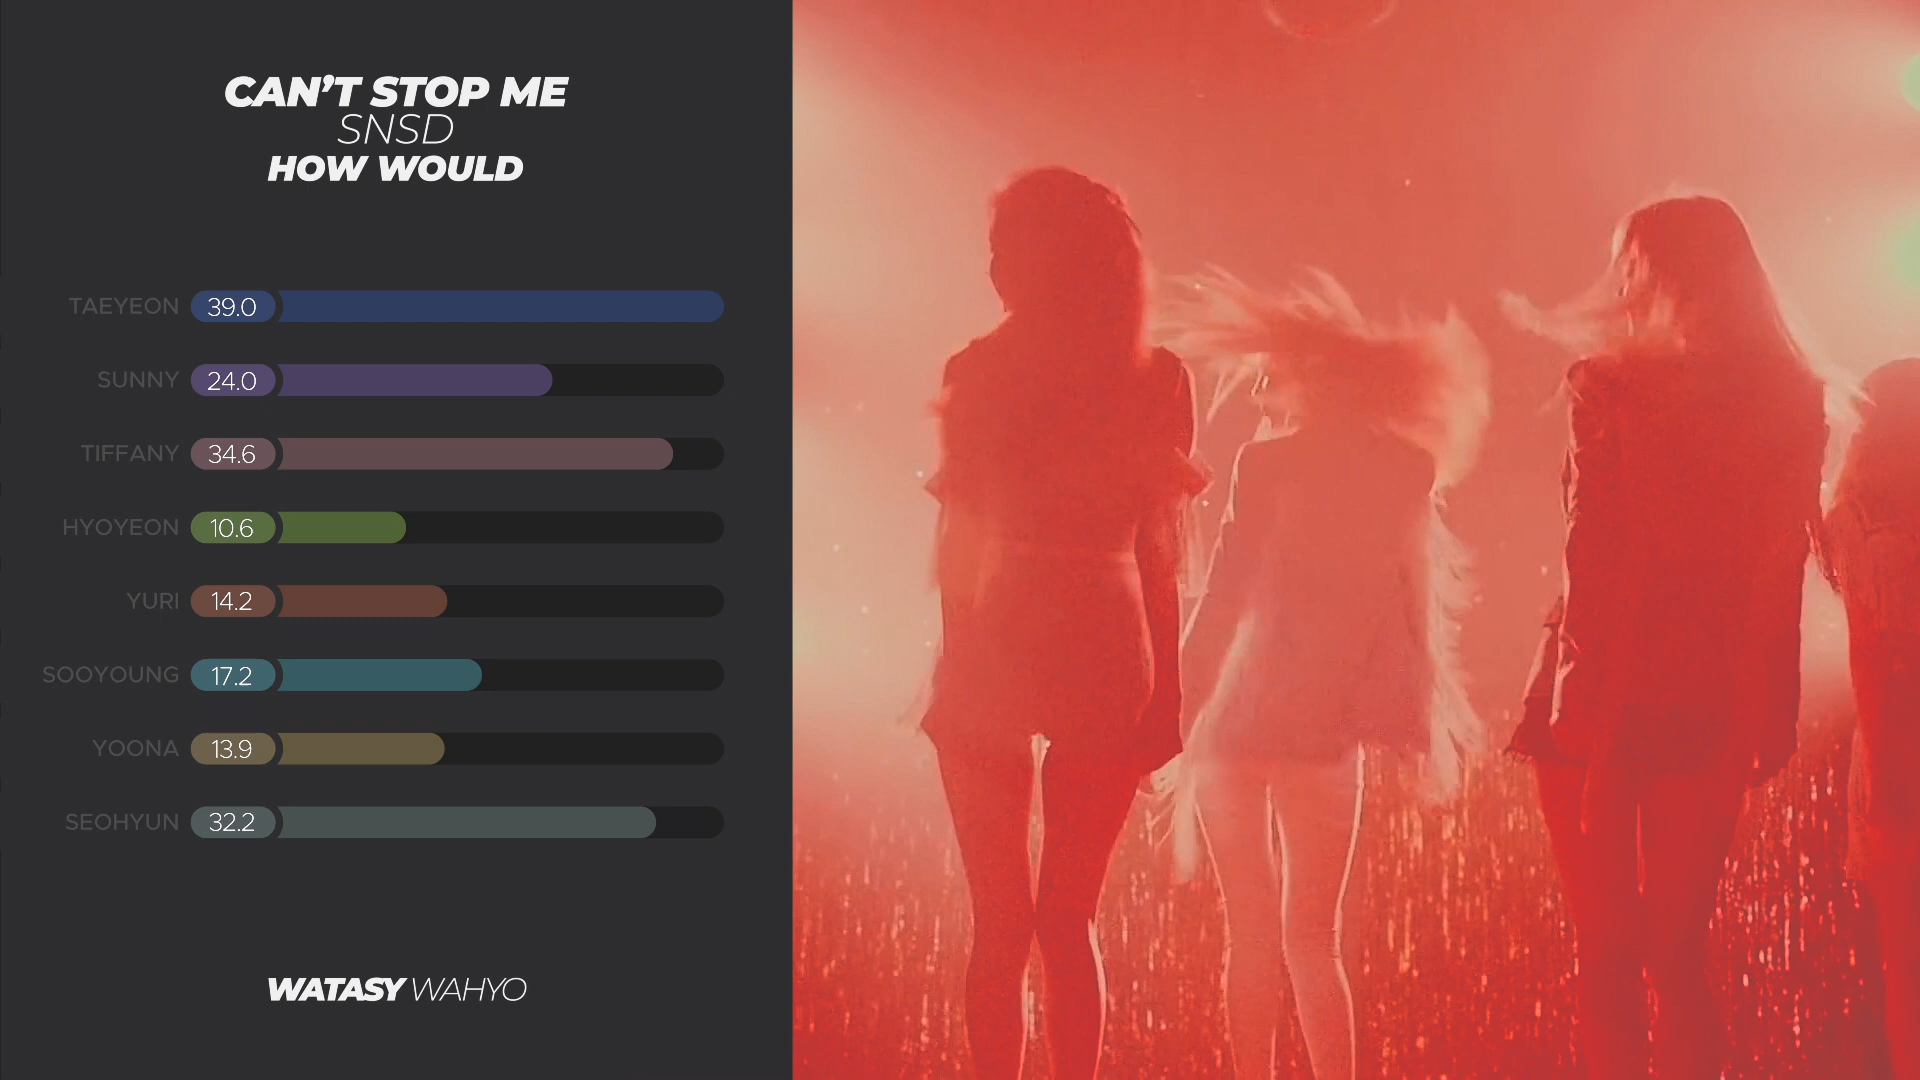 CAN'T STOP ME
SNSD
HOW WOULD
TAEYEON 39.0
SUNNY 24.0
TIFFANY 34.6
HYOYEON 10.6
YURI 14.2
SOOYOUNG 17.2
YOONA 13.9
SEOHYUN 32.2
WATASY WAHYO